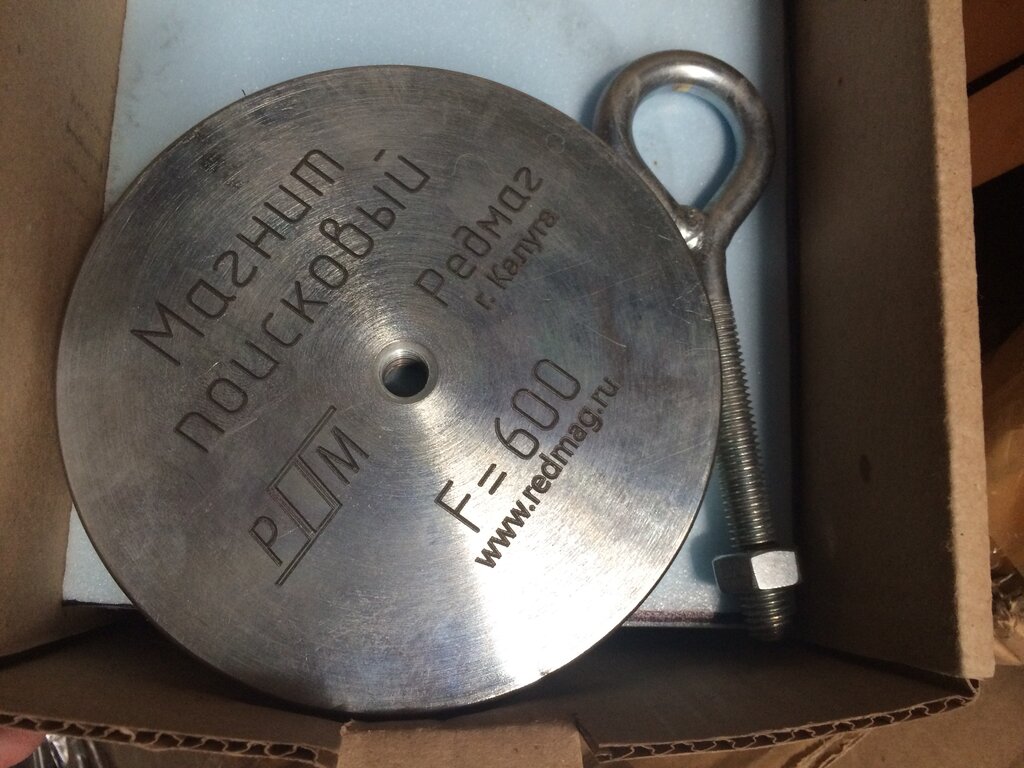 Магнит
поисковый
Редмаг
г. Калуга
РДМ
F=600
www.redmag.ru